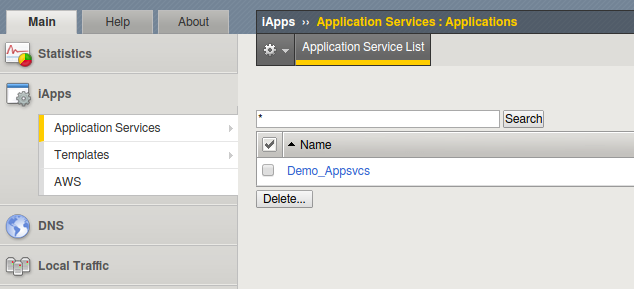 Main
Help
About
Statistics
iApps
Application Services
Templates
AWS
DNS
Local Traffic
iApps ›› Application Services : Applications
Application Service List
*
Search
Name
Demo_Appsvcs
Delete...